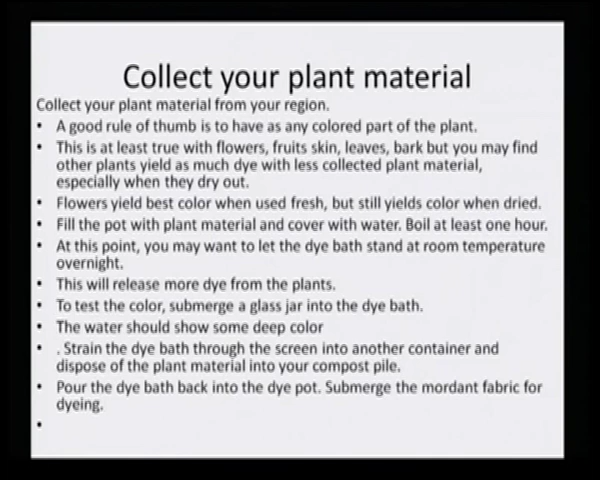 Collect your plant material
Collect your plant material from your region.
• A good rule of thumb is to have as any colored part of the plant.
• This is at least true with flowers, fruits skin, leaves, bark but you may find
other plants yield as much dye with less collected plant material,
especially when they dry out.
• Flowers yield best color when used fresh, but still yields color when dried.
• Fill the pot with plant material and cover with water. Boil at least one hour.
• At this point, you may want to let the dye bath stand at room temperature
overnight.
• This will release more dye from the plants.
• To test the color, submerge a glass jar into the dye bath.
• The water should show some deep color
• . Strain the dye bath through the screen into another container and
dispose of the plant material into your compost pile.
• Pour the dye bath back into the dye pot. Submerge the mordant fabric for
dyeing.
•